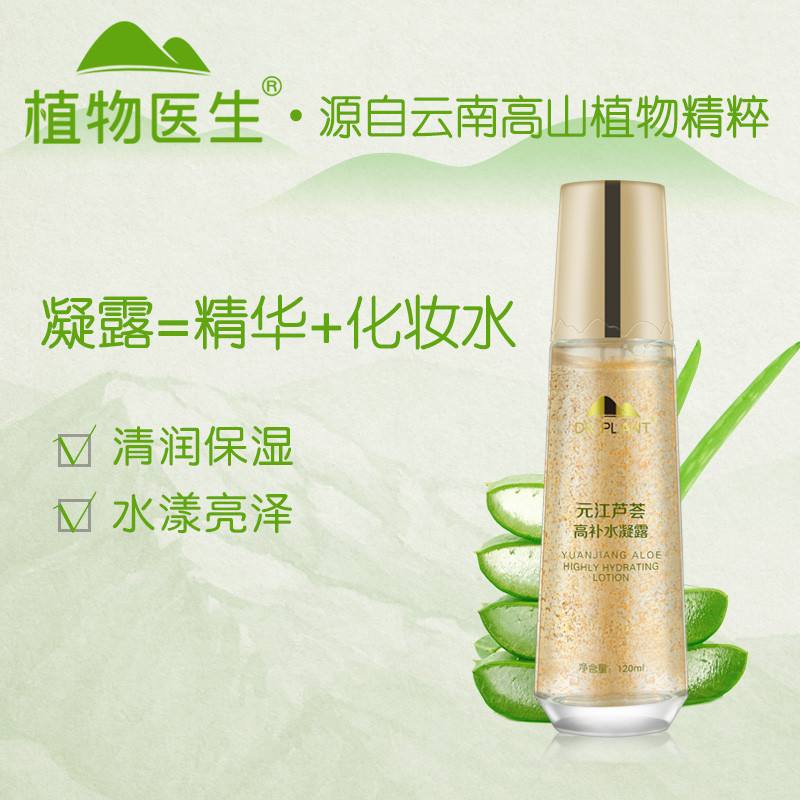 植物医生®·源自云南高山植物精粹
凝露=精华+化妆水
清润保湿
水漾亮泽
DR PLANT
元江芦荟
高补水凝露
YUANJIANG ALOE
HIGHLY HYDRATING
LOTION
净含量：120ml